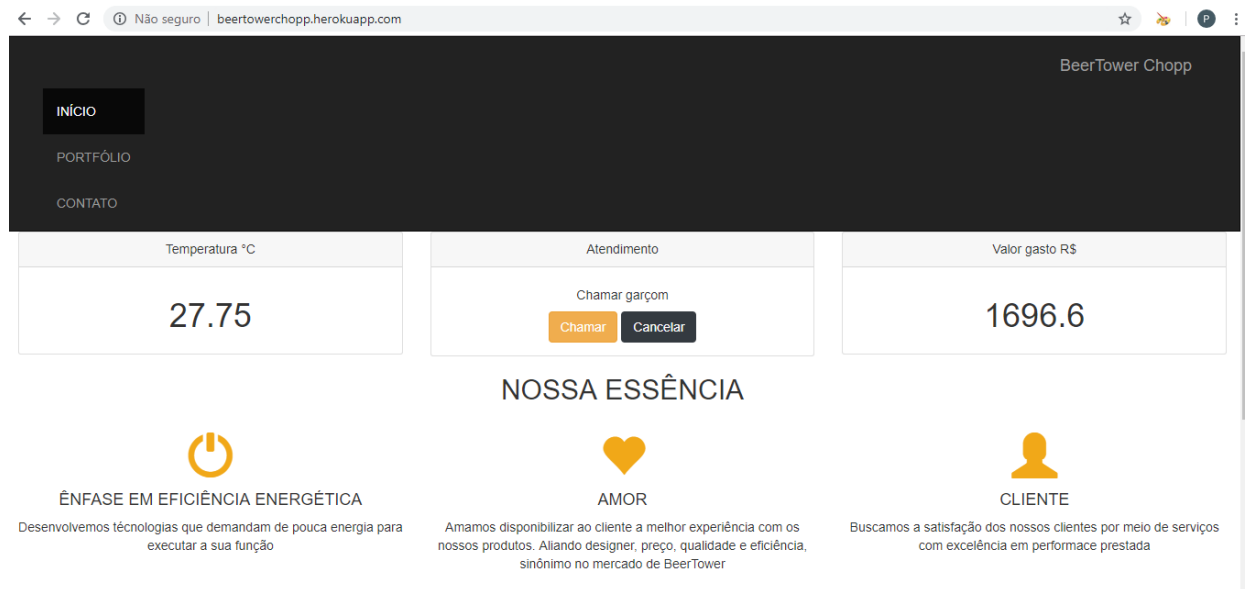 Não seguro
beertowerchopp.herokuapp.com
P
BeerTower Chopp
INÍCIO
PORTFÓLIO
CONTATO
Temperatura °C
27.75
Atendimento
Chamar garçom
Chamar
Cancelar
Valor gasto R$
1696.6
NOSSA ESSÊNCIA
ÊNFASE EM EFICIÊNCIA ENERGÉTICA
Desenvolvemos técnologias que demandam de pouca energia para
executar a sua função
AMOR
Amamos disponibilizar ao cliente a melhor experiência com os
nossos produtos. Aliando designer, preço, qualidade e eficiência,
sinônimo no mercado de BeerTower
CLIENTE
Buscamos a satisfação dos nossos clientes por meio de serviços
com excelência em performace prestada